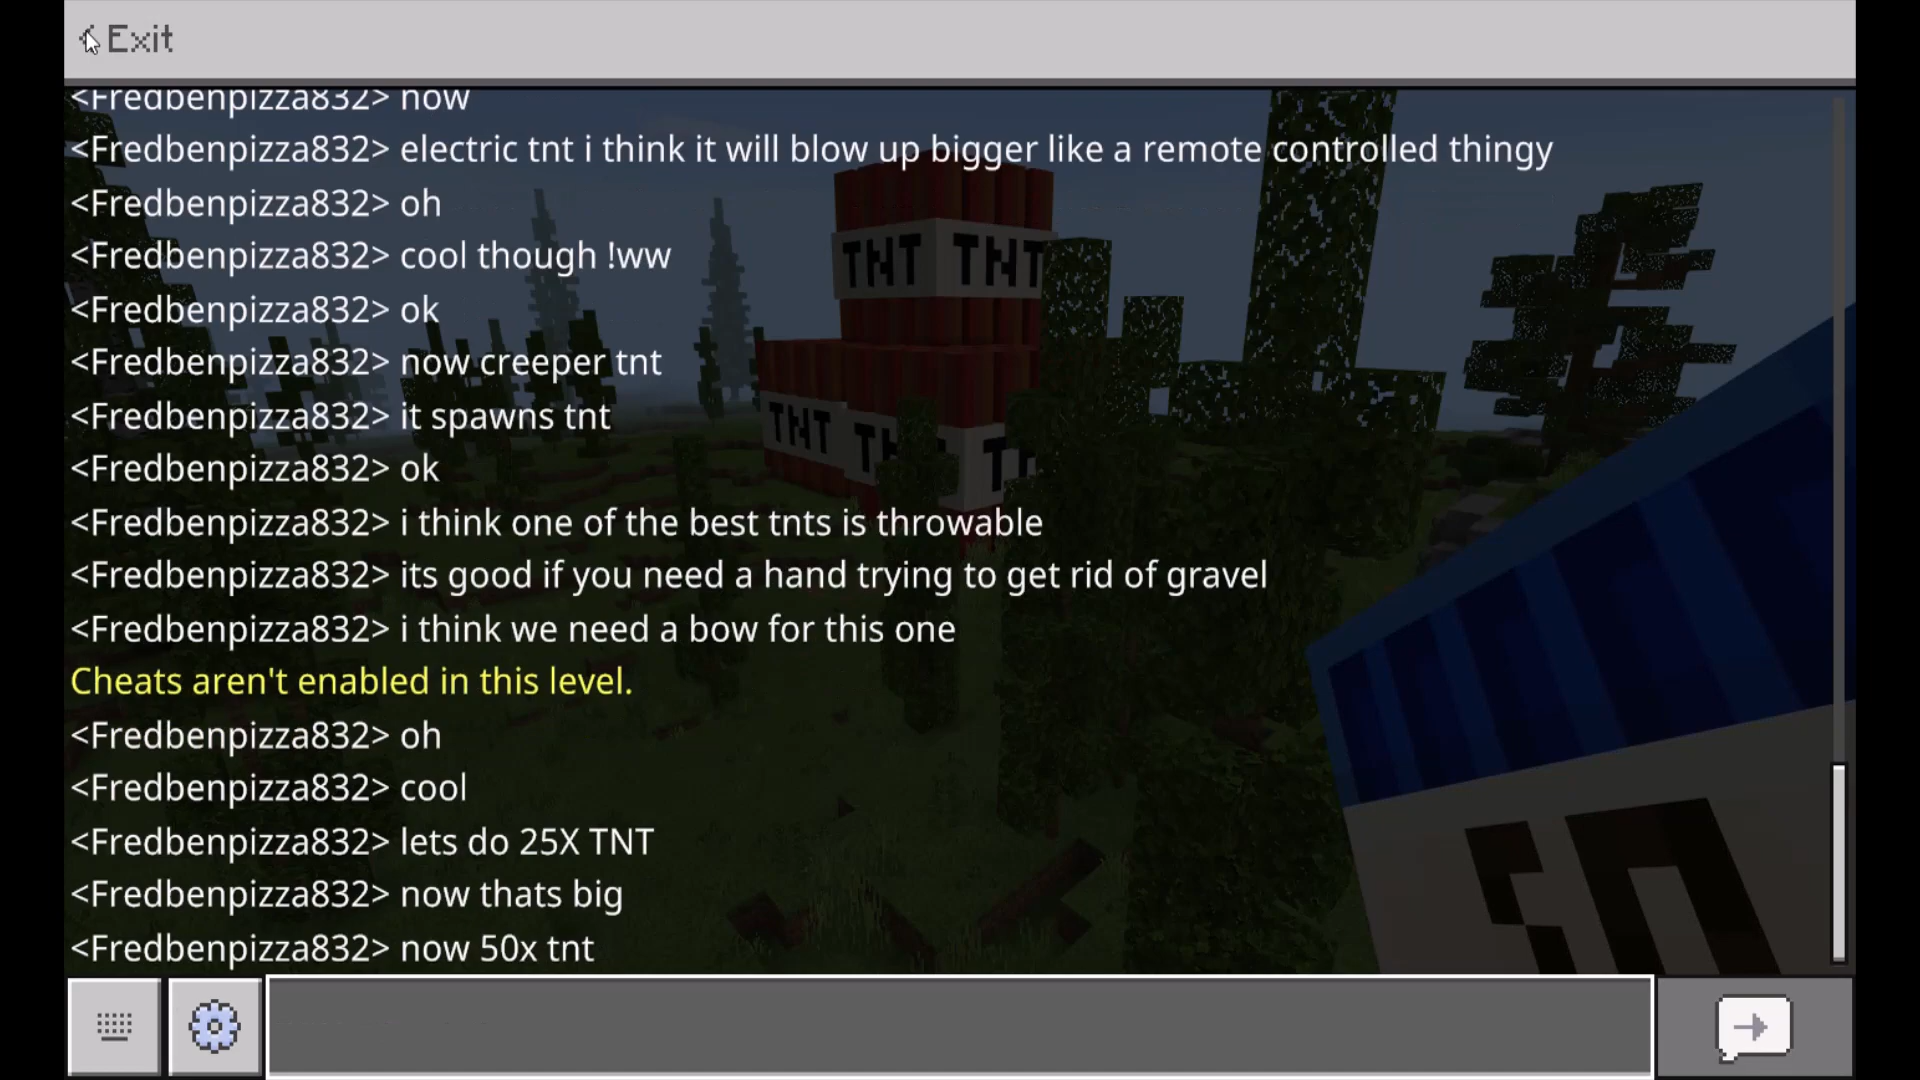 Exit
<Fredbenpizza832> now
<Fredbenpizza832> electric tnt i think it will blow up bigger like a remote controlled thingy
<Fredbenpizza832> oh
<Fredbenpizza832> cool though !ww
<Fredbenpizza832> ok
<Fredbenpizza832> now creeper tnt
<Fredbenpizza832> it spawns tnt
<Fredbenpizza832> ok
<Fredbenpizza832> i think one of the best tnts is throwable
<Fredbenpizza832> its good if you need a hand trying to get rid of gravel
<Fredbenpizza832> i think we need a bow for this one
Cheats aren't enabled in this level.
<Fredbenpizza832> oh
<Fredbenpizza832> cool
<Fredbenpizza832> lets do 25X TNT
<Fredbenpizza832> now thats big
<Fredbenpizza832> now 50x tnt
TNT TNT
TNT